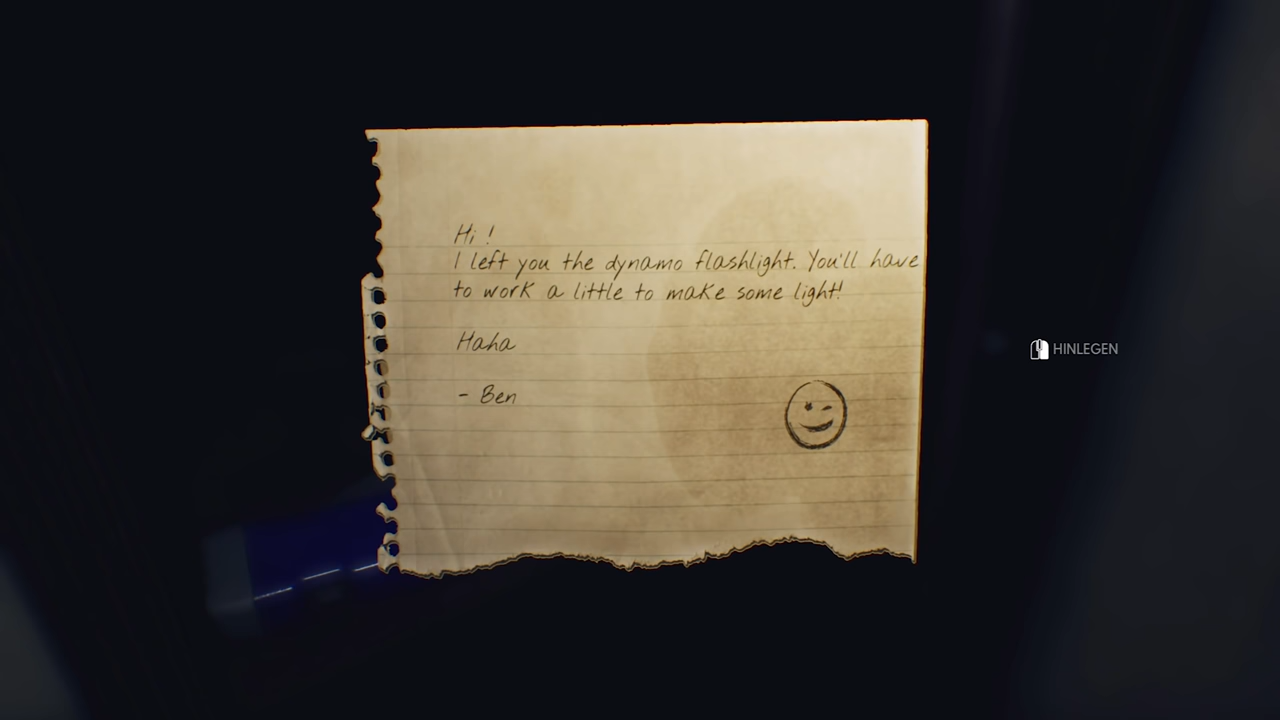 Hi !
I left you the dynamo flashlight. You'll have
to work a little to make some light!
Haha
- Ben
HINLEGEN